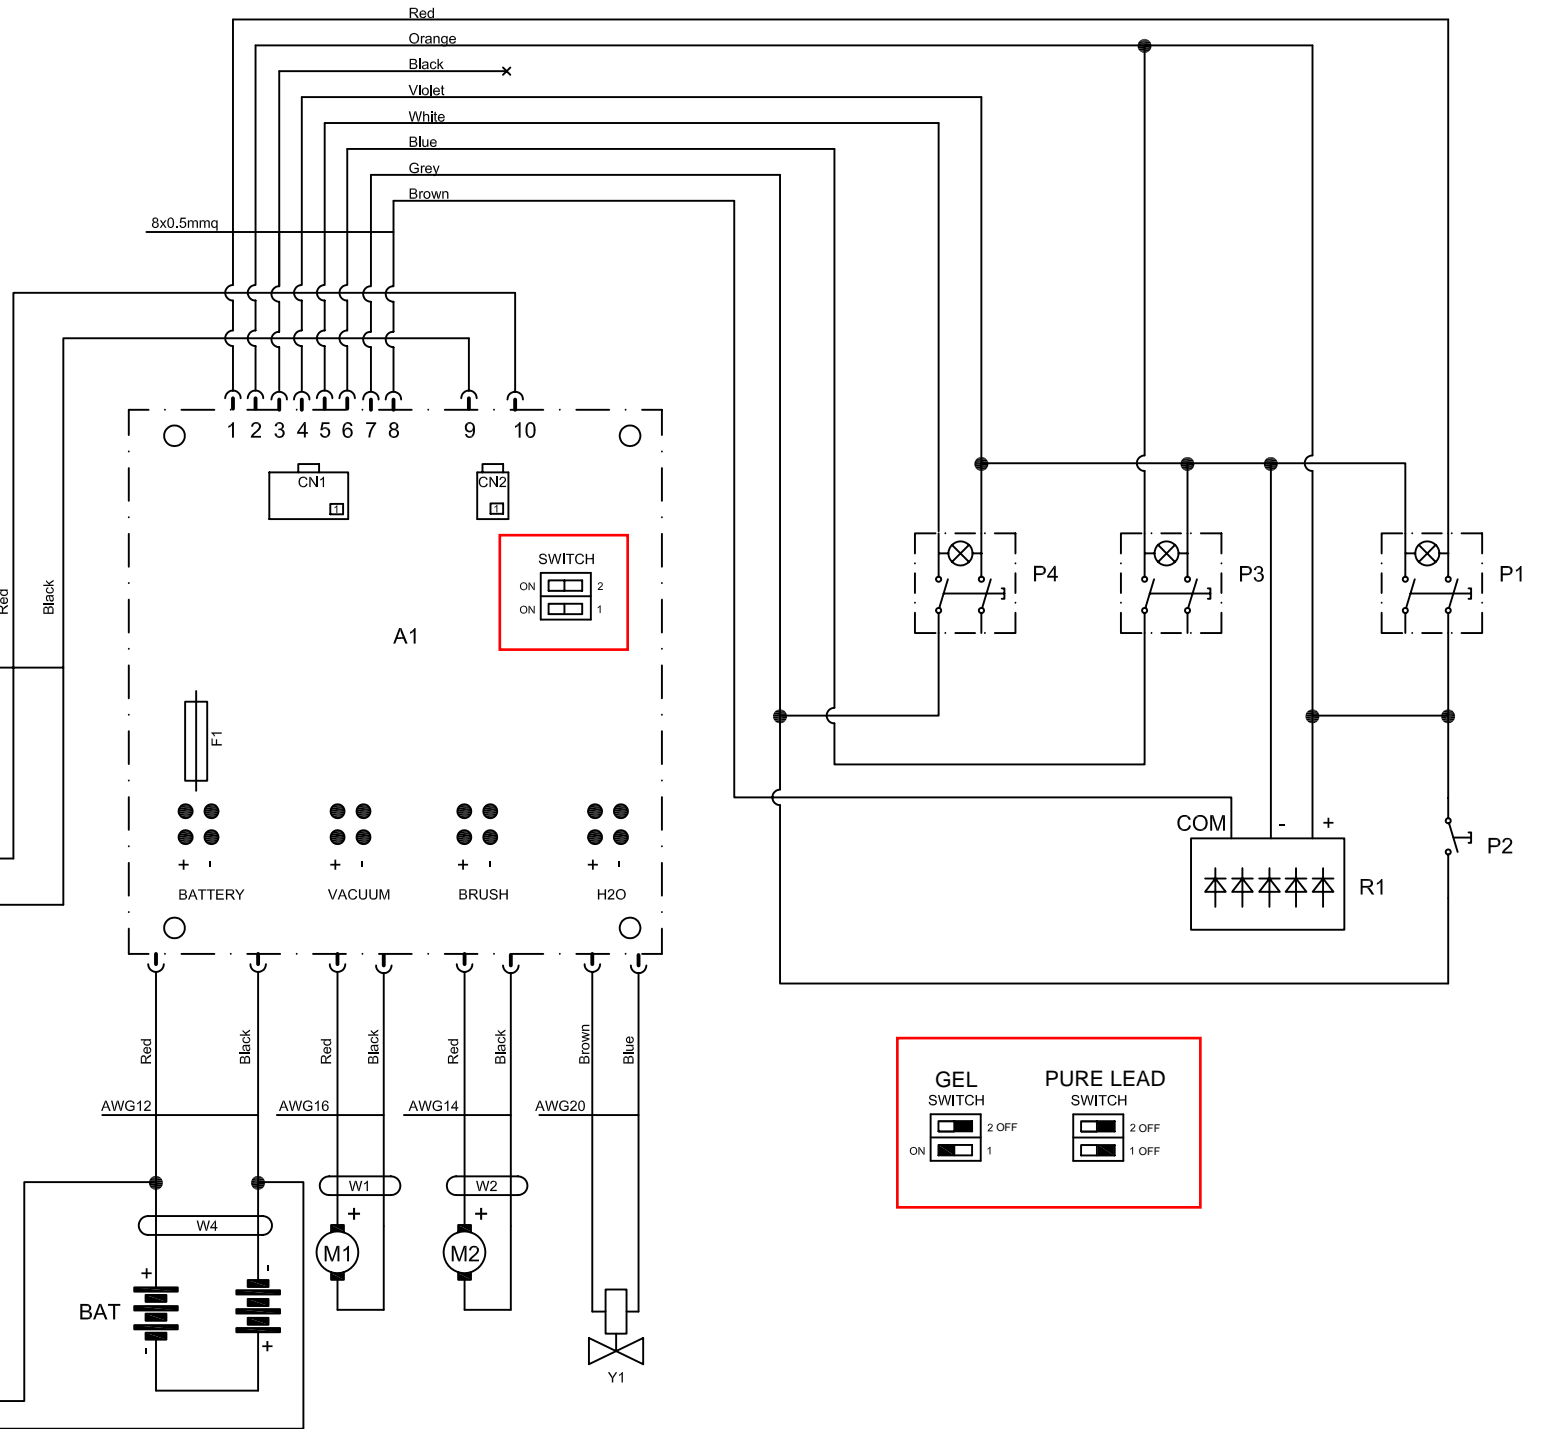 Red
Orange
Black
VIolet
White
Blue
Grey
Brown
8x0.5mmq
1 2 3 4 5 6 7 8 9 10
CN1
1
CN2
1
SWITCH
ON 2
ON 1
P4
P3
P1
Red
Black
A1
F1
COM - +
P2
R1
+ - + - + - + -
BATTERY VACUUM BRUSH H2O
Red
Black
Red
Black
Red
Black
Brown
Blue
AWG12 AWG16 AWG14 AWG20
GEL
SWITCH
2 OFF
ON 1
PURE LEAD
SWITCH
2 OFF
1 OFF
W1
W2
W4
+ +
M1
M2
+ -
BAT
- +
Y1